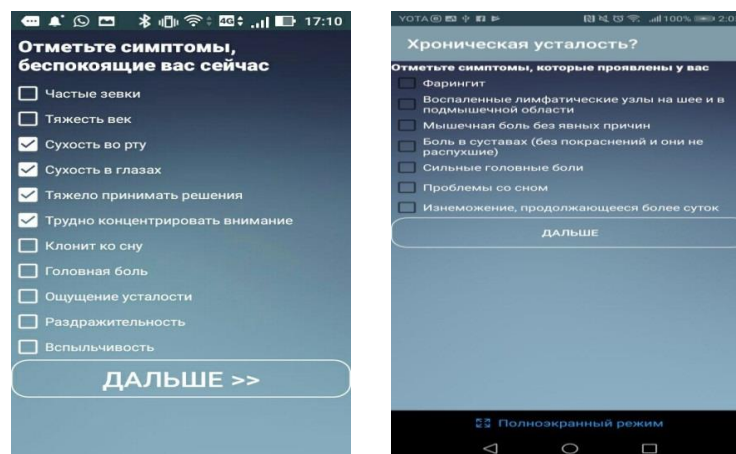 4G 17:10
Отметьте симптомы,
беспокоящие вас сейчас
Частые зевки
Тяжесть век
Сухость во рту
Сухость в глазах
Тяжело принимать решения
Трудно концентрировать внимание
Клонит ко сну
Головная боль
Ощущение усталости
Раздражительность
Вспыльчивость
ДАЛЬШЕ >>
YOTA 100% 2:0
Хроническая усталость?
Отметьте симптомы, которые проявлены у вас
Фарингит
Воспаленные лимфатические узлы на шее и в
подмышечной области
Мышечная боль без явных причин
Боль в суставах (без покраснений и они не
распухшие)
Сильные головные боли
Проблемы со сном
Изнеможение, продолжающееся более суток
ДАЛЬШЕ
Полноэкранный режим